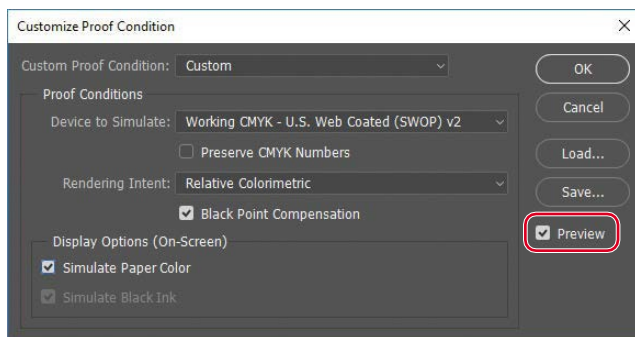 Customize Proof Condition
Custom Proof Condition: Custom
OK
Proof Conditions
Cancel
Device to Simulate: Working CMYK - U.S. Web Coated (SWOP) v2
Preserve CMYK Numbers
Load...
Rendering Intent: Relative Colorimetric
Save...
Black Point Compensation
Preview
Display Options (On-Screen)
Simulate Paper Color
Simulate Black Ink